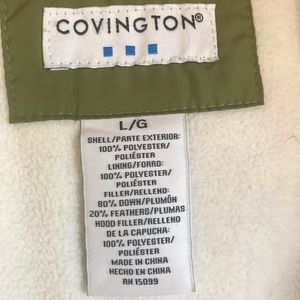 COVINGTON®
L/G
SHELL/PARTE EXTERIOR:
100% POLYESTER/
POLIÉSTER
LINING/FORRO:
100% POLYESTER/
POLIÉSTER
FILLER/RELLENO:
80% DOWN/PLUMÓN
20% FEATHERS/PLUMAS
HOOD FILLER/RELLENO
DE LA CAPUCHA:
100% POLYESTER/
POLIÉSTER
MADE IN CHINA
HECHO EN CHINA
RN 15099